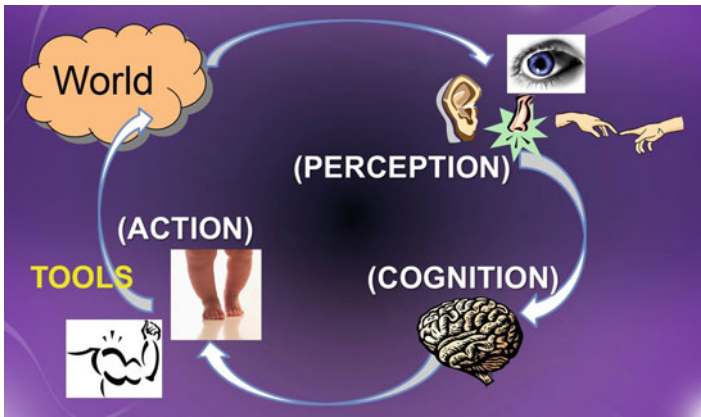 World
(PERCEPTION)
(ACTION)
TOOLS
(COGNITION)